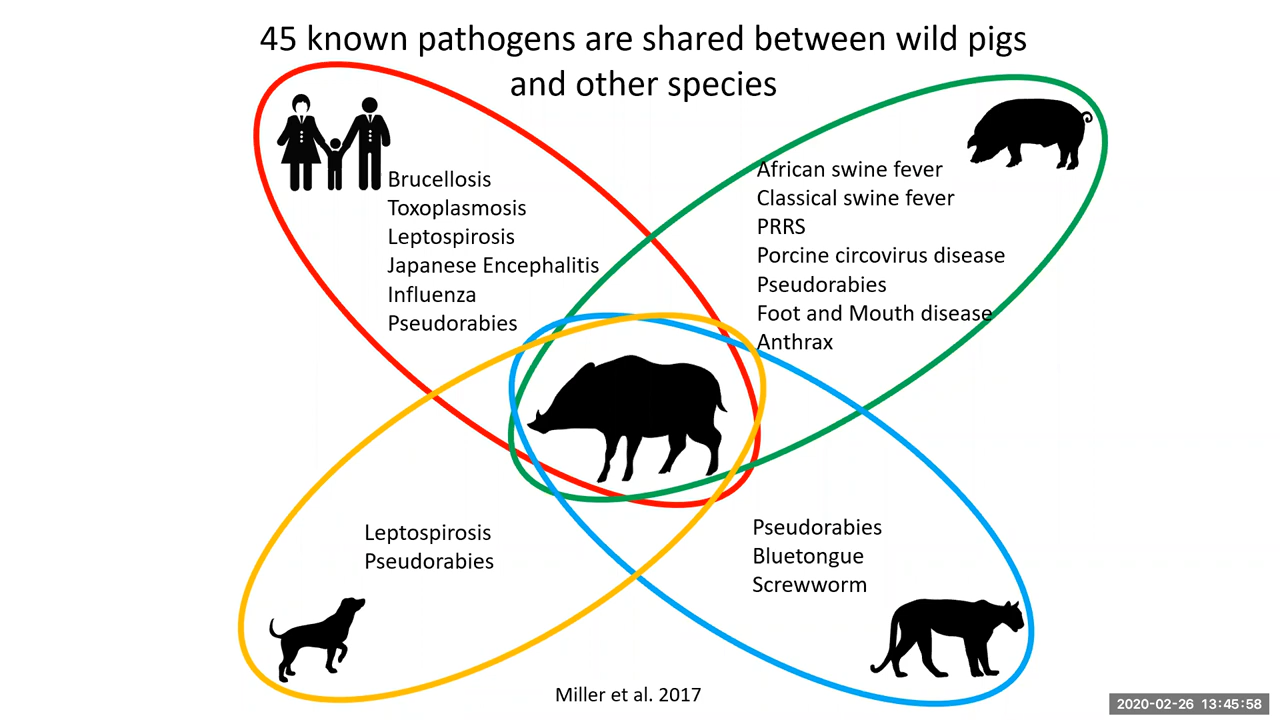 45 known pathogens are shared between wild pigs
and other species
Brucellosis
Toxoplasmosis
Leptospirosis
Japanese Encephalitis
Influenza
Pseudorabies
African swine fever
Classical swine fever
PRRS
Porcine circovirus disease
Pseudorabies
Foot and Mouth disease
Anthrax
Leptospirosis
Pseudorabies
Pseudorabies
Bluetongue
Screwworm
Miller et al. 2017
2020-02-26 13:45:58